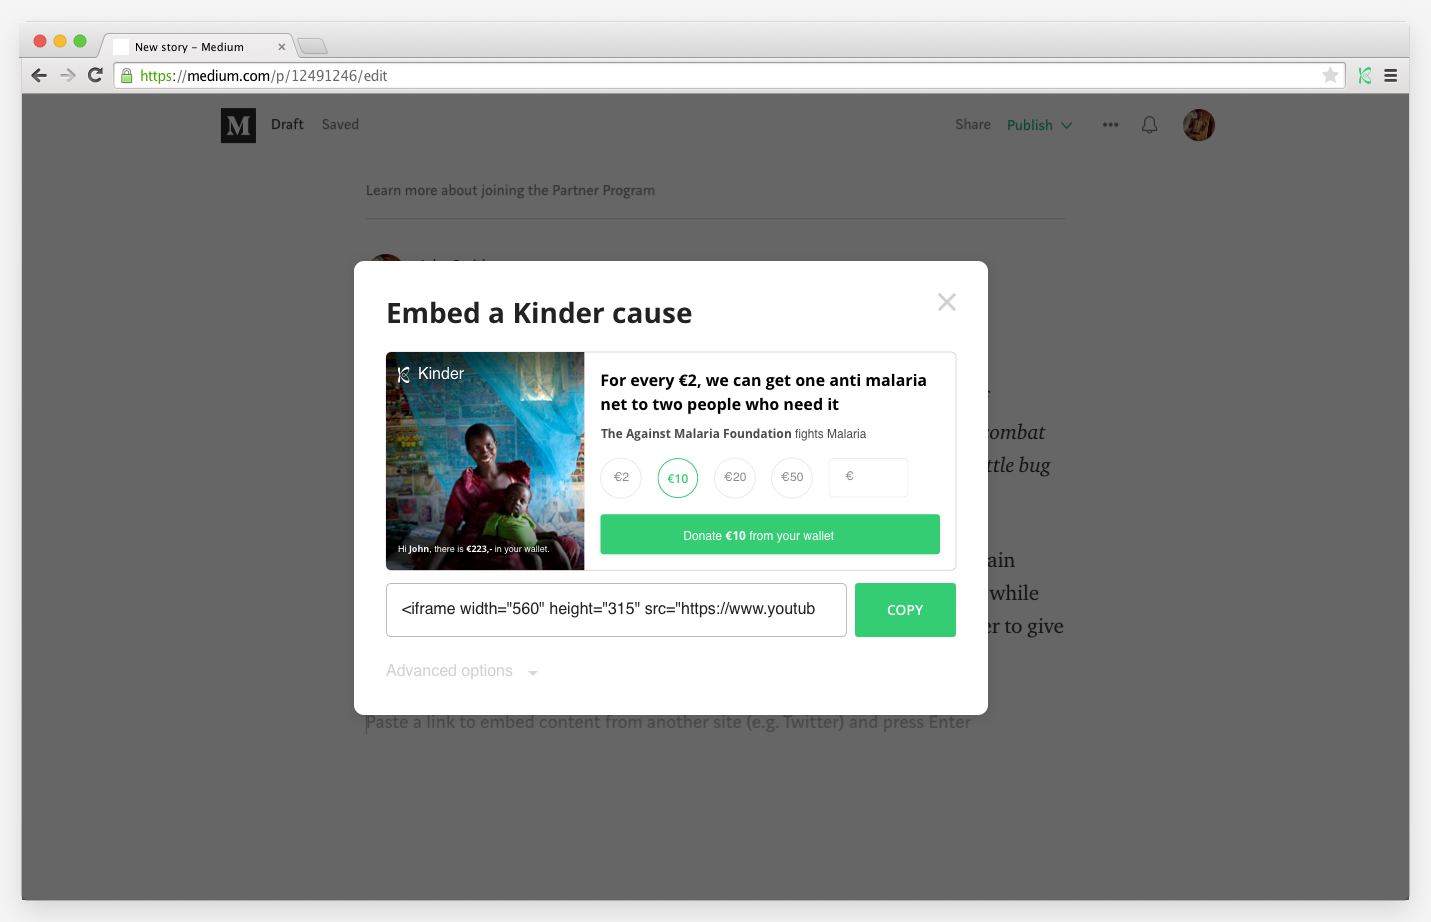 New story – Medium
https://medium.com/p/12491246/edit
M Draft Saved Share Publish
Learn more about joining the Partner Program
Embed a Kinder cause
Kinder
For every €2, we can get one anti malaria
net to two people who need it
The Against Malaria Foundation fights Malaria
€2 €10 €20 €50 €
Donate €10 from your wallet
Hi John, there is €223,- in your wallet.
<iframe width="560" height="315" src="https://www.youtub
COPY
Advanced options
combat
ttle bug
ain
while
er to give
Paste a link to embed content from another site (e.g. Twitter) and press Enter